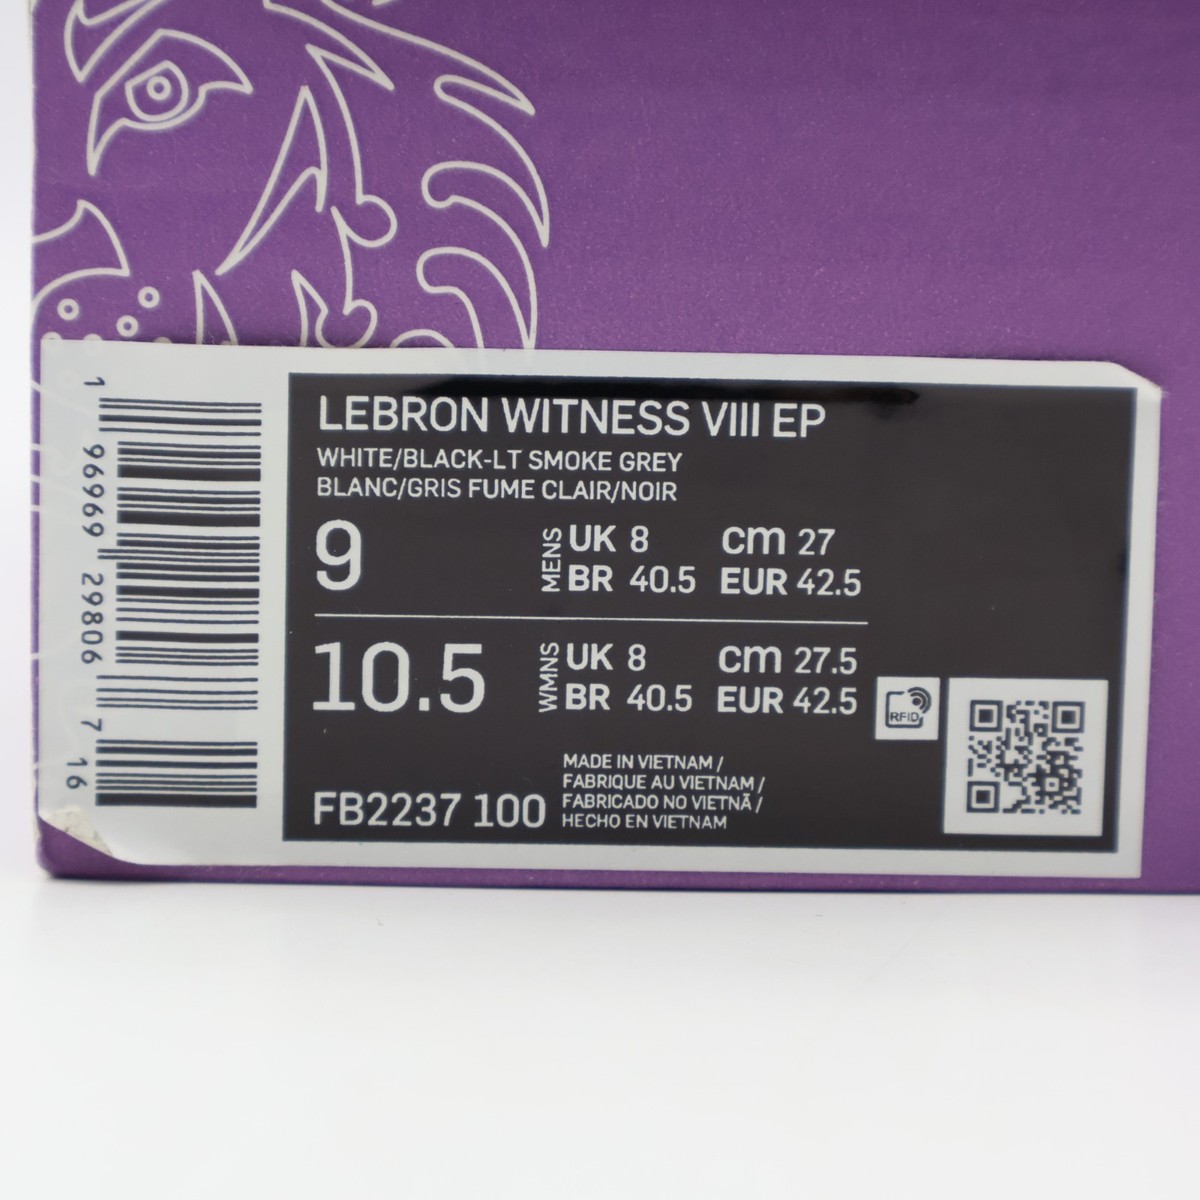 LEBRON WITNESS VIII EP
WHITE/BLACK-LT SMOKE GREY
BLANC/GRIS FUME CLAIR/NOIR
9 MENS UK 8 cm 27
BR 40.5 EUR 42.5
10.5 WMNS UK 8 cm 27.5
BR 40.5 EUR 42.5
RFID
MADE IN VIETNAM /
FABRIQUE AU VIETNAM /
FABRICADO NO VIETNÃ /
HECHO EN VIETNAM
FB2237 100
1 96969 29806 7 16